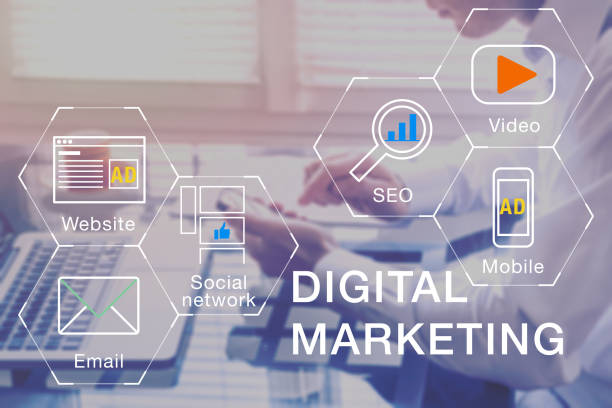 Video
SEO
AD
Website
AD
Mobile
Social
network
Email
DIGITAL
MARKETING